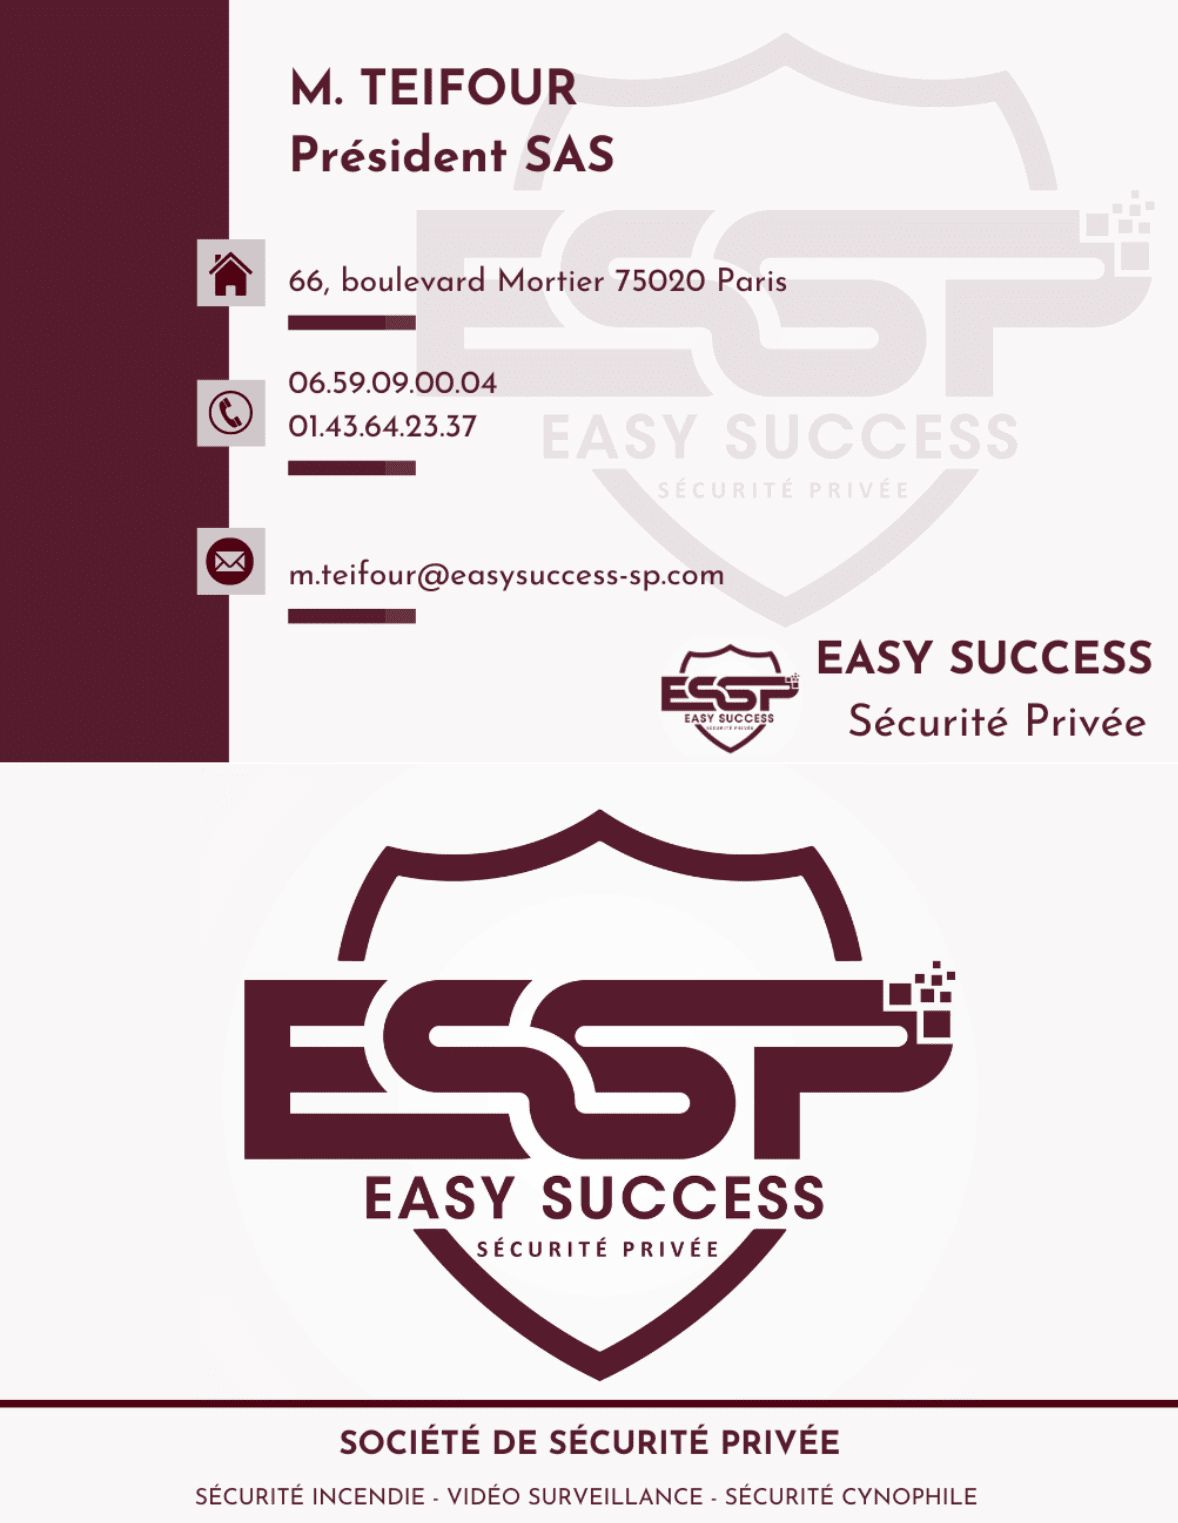 M. TEIFOUR
Président SAS
66, boulevard Mortier 75020 Paris
06.59.09.00.04
01.43.64.23.37
m.teifour@easysuccess-sp.com
ESSP
EASY SUCCESS
SÉCURITÉ PRIVÉE
ESSP
EASY SUCCESS
SÉCURITÉ PRIVÉE
EASY SUCCESS
Sécurité Privée
ESSP
EASY SUCCESS
SÉCURITÉ PRIVÉE
SOCIÉTÉ DE SÉCURITÉ PRIVÉE
SÉCURITÉ INCENDIE - VIDÉO SURVEILLANCE - SÉCURITÉ CYNOPHILE